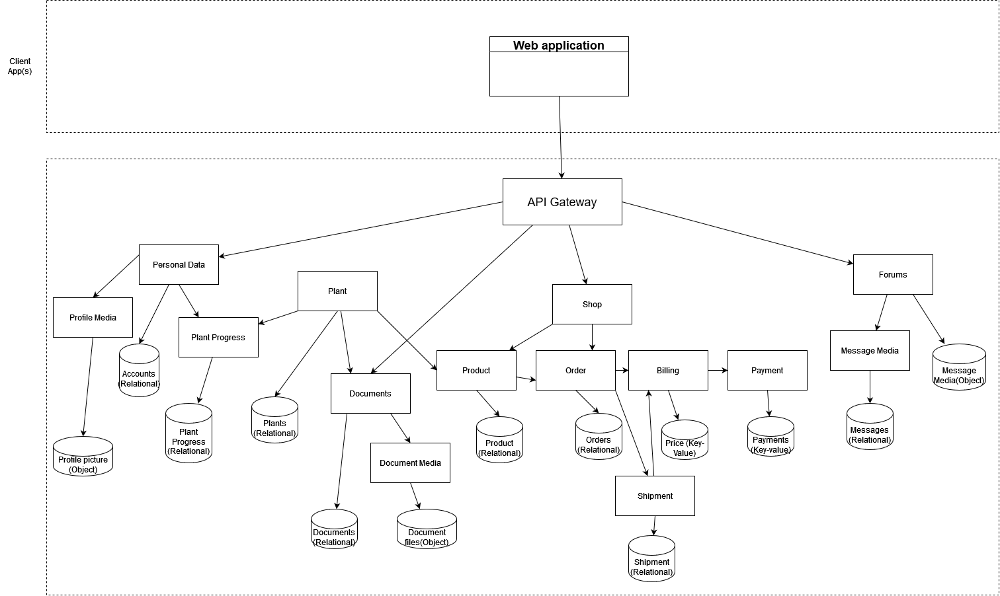 Client
App(s)
Web application
API Gateway
Personal Data
Profile Media
Plant Progress
Plant
Documents
Document Media
Shop
Product
Order
Billing
Payment
Shipment
Forums
Message Media
Profile picture
(Object)
Accounts
(Relational)
Plant
Progress
(Relational)
Plants
(Relational)
Documents
(Relational)
Document
files(Object)
Product
(Relational)
Orders
(Relational)
Price (Key-
Value)
Payments
(Key-value)
Shipment
(Relational)
Messages
(Relational)
Message
Media(Object)